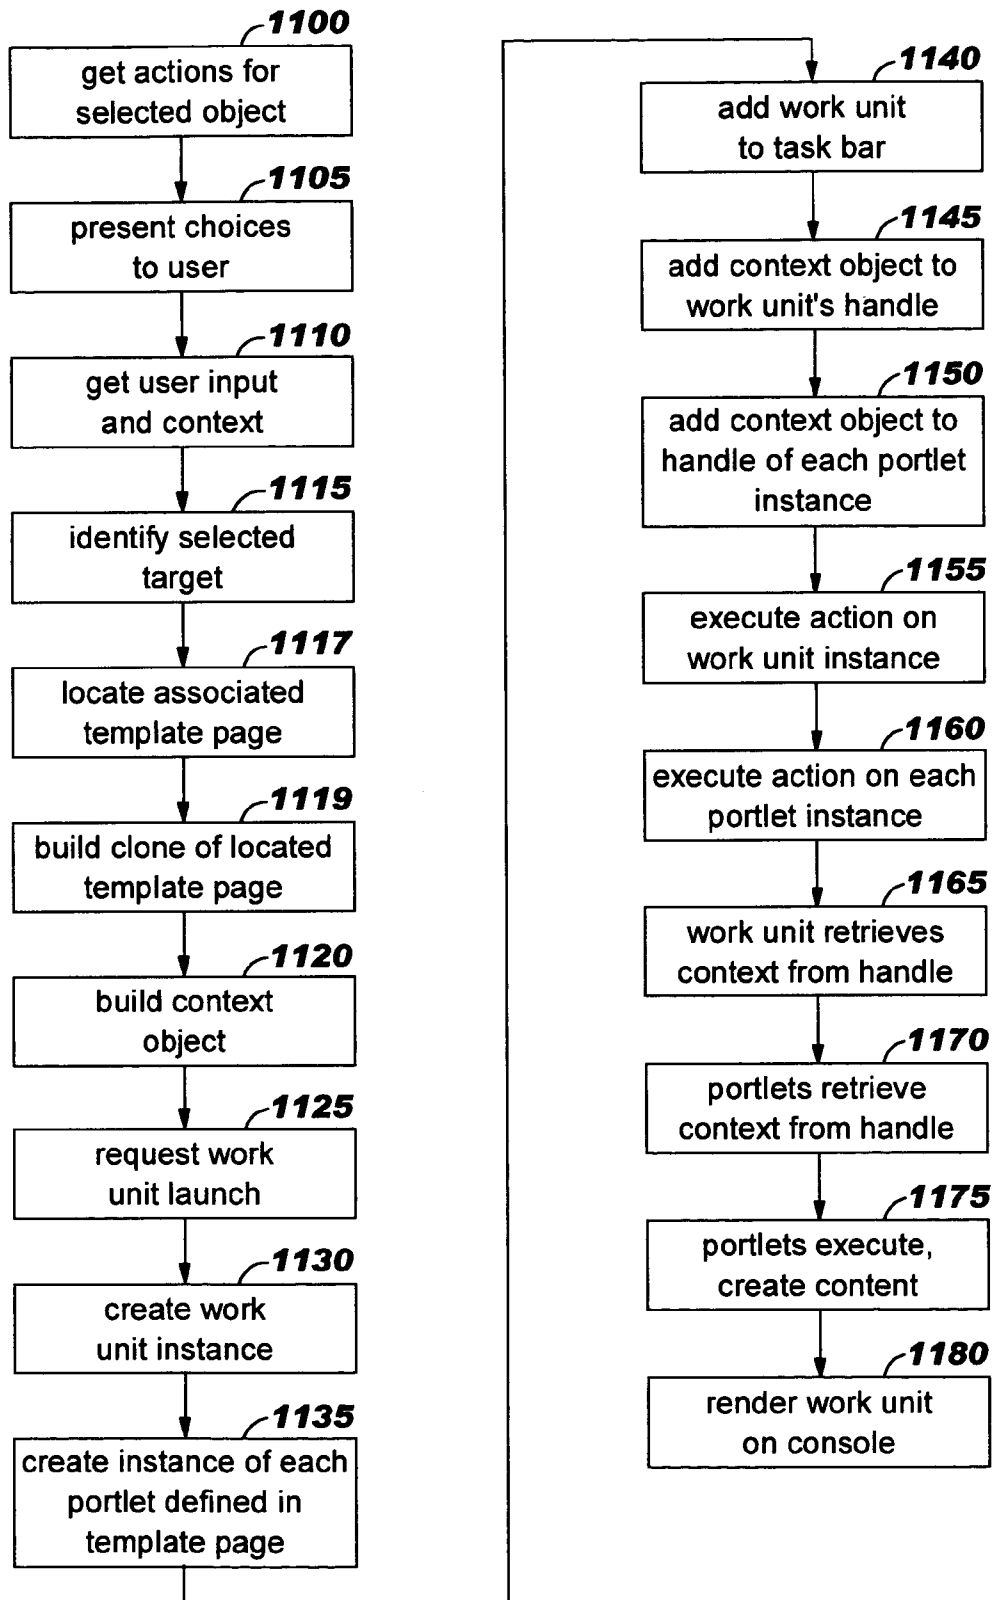 1100
get actions for
selected object
1105
present choices
to user
1110
get user input
and context
1115
identify selected
target
1117
locate associated
template page
1119
build clone of located
template page
1120
build context
object
1125
request work
unit launch
1130
create work
unit instance
1135
create instance of each
portlet defined in
template page
1140
add work unit
to task bar
1145
add context object to
work unit's handle
1150
add context object to
handle of each portlet
instance
1155
execute action on
work unit instance
1160
execute action on each
portlet instance
1165
work unit retrieves
context from handle
1170
portlets retrieve
context from handle
1175
portlets execute,
create content
1180
render work unit
on console